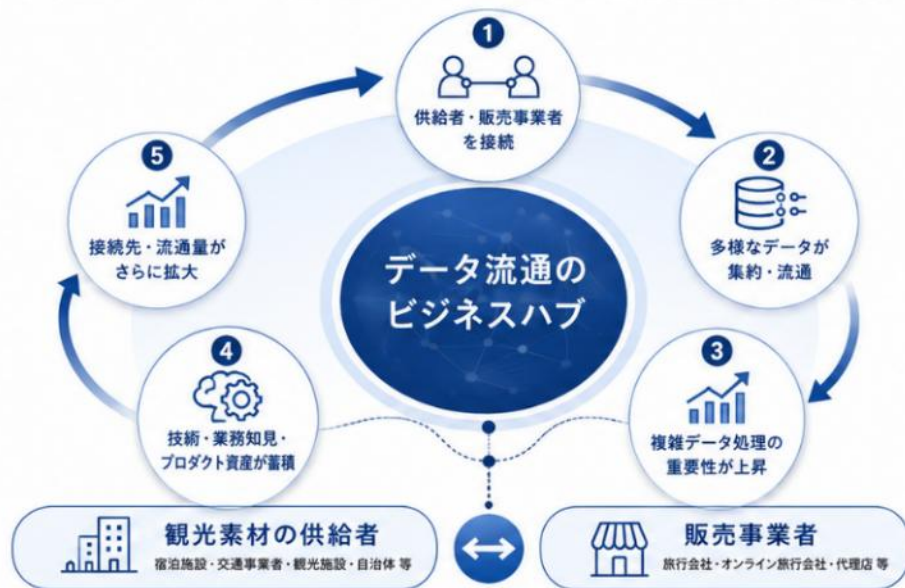 1
供給者・販売事業者
を接続
2
多様なデータが
集約・流通
3
複雑データ処理の
重要性が上昇
4
技術・業務知見・
プロダクト資産が蓄積
5
接続先・流通量が
さらに拡大
データ流通の
ビジネスハブ
観光素材の供給者
宿泊施設・交通事業者・観光施設・自治体 等
販売事業者
旅行会社・オンライン旅行会社・代理店 等